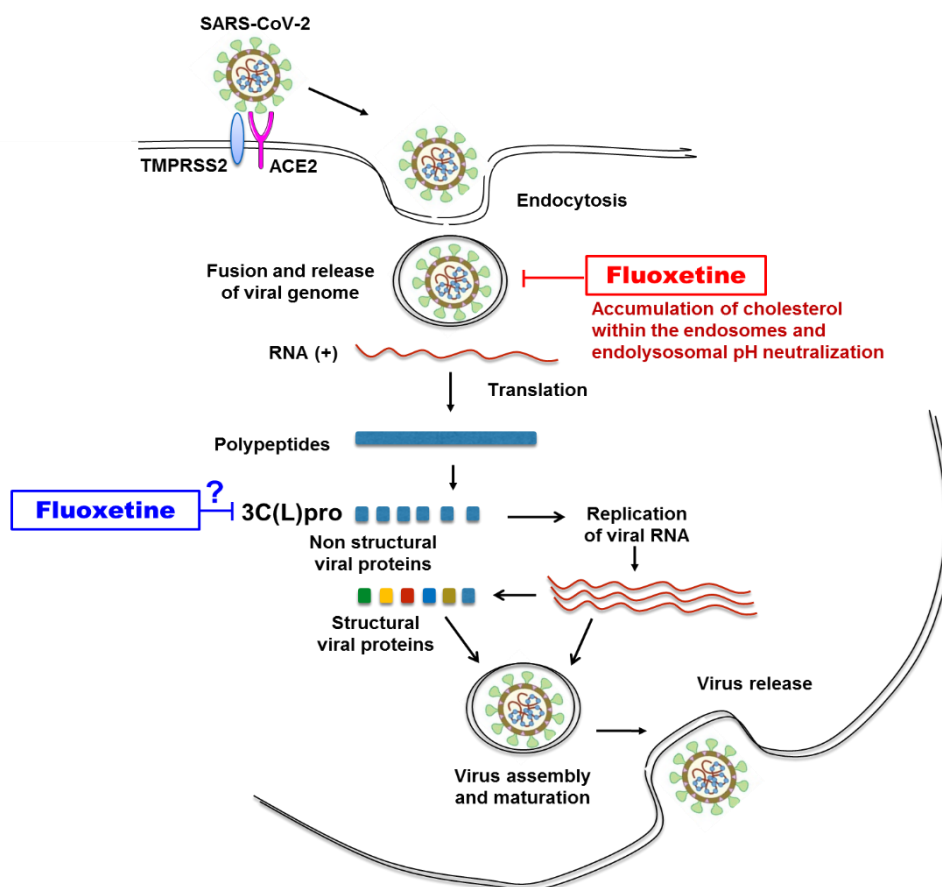 SARS-CoV-2
TMPRSS2
ACE2
Endocytosis
Fusion and release
of viral genome
Fluoxetine
Accumulation of cholesterol
within the endosomes and
endolysosomal pH neutralization
RNA (+)
Translation
Polypeptides
Fluoxetine
?
3C(L)pro
Non structural
viral proteins
Replication
of viral RNA
Structural
viral proteins
Virus release
Virus assembly
and maturation